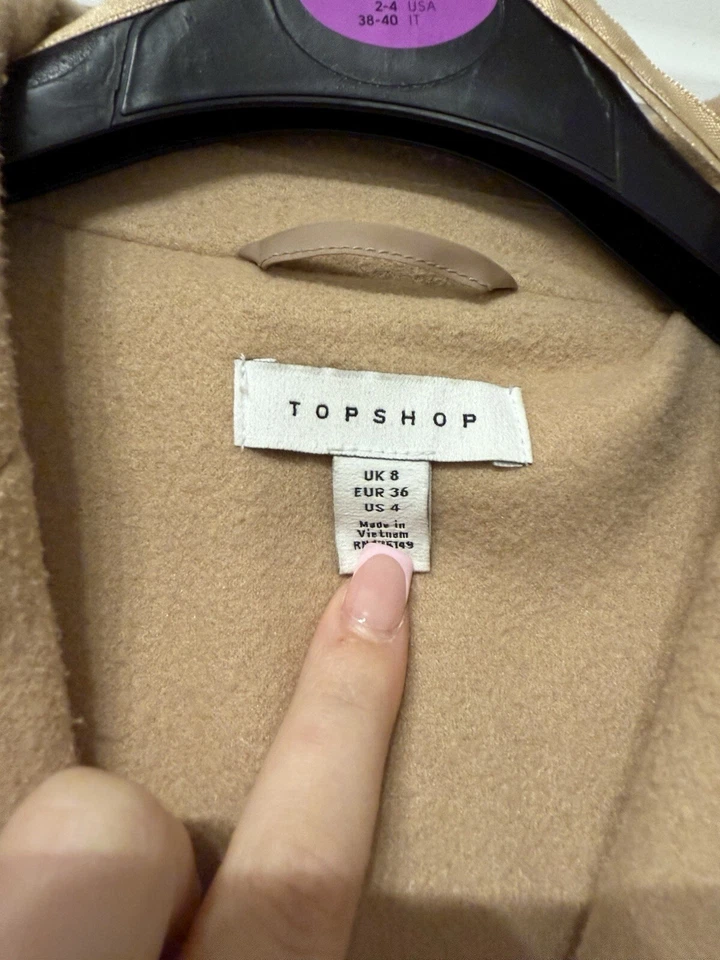 2-4 USA
38-40 IT
TOPSHOP
UK 8
EUR 36
US 4
Made in
Vietnam